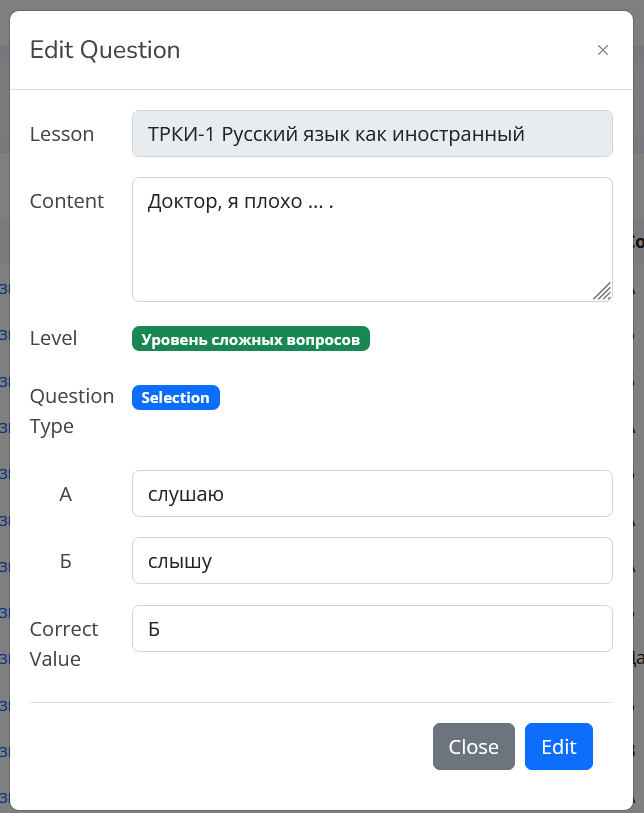 Edit Question
×
Lesson
ТРКИ-1 Русский язык как иностранный
Content
Доктор, я плохо ... .
Level
Уровень сложных вопросов
Question
Type
Selection
А
слушаю
Б
слышу
Correct
Value
Б
Close
Edit